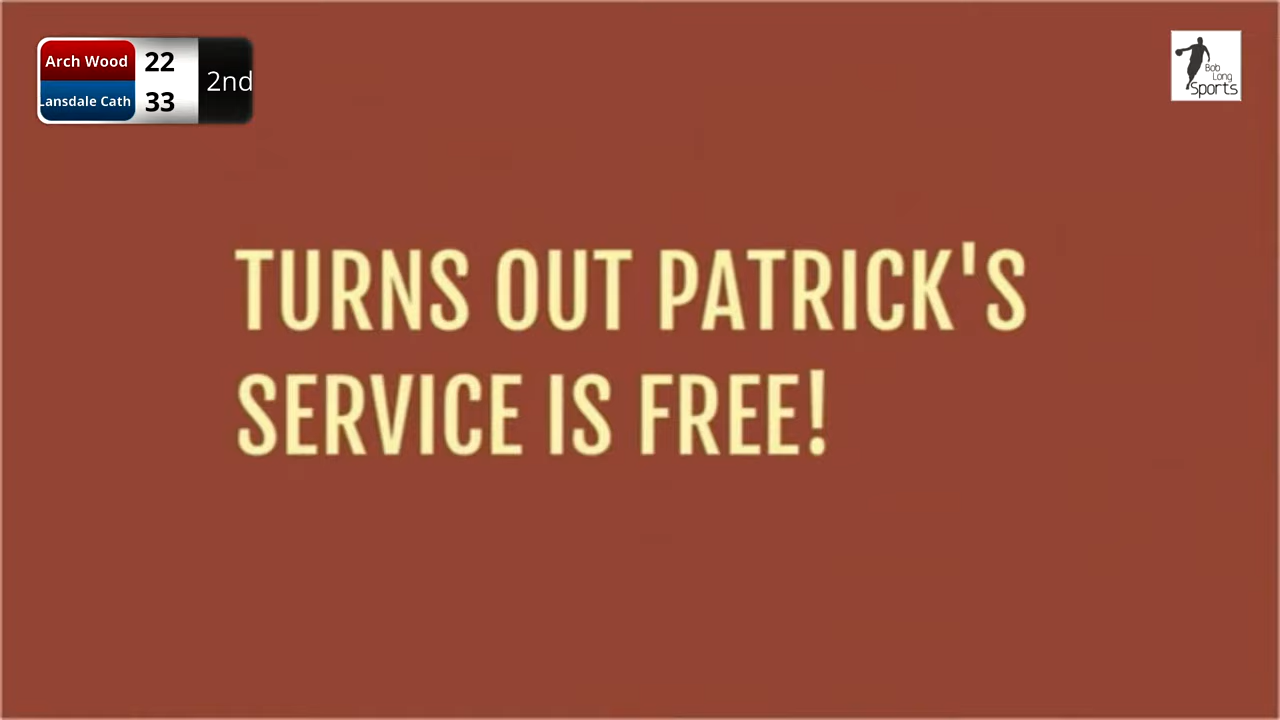 Arch Wood 22
Lansdale Cath 33
2nd
Bob
Long
Sports
TURNS OUT PATRICK'S
SERVICE IS FREE!